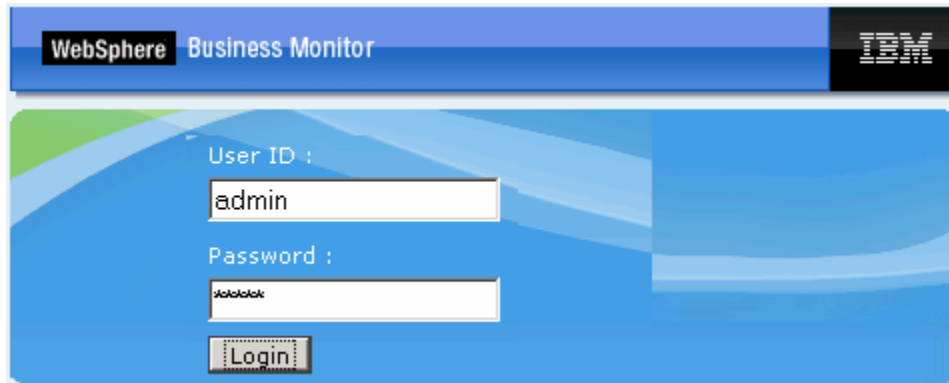 WebSphere Business Monitor IBM
User ID :
admin
Password :
*****
Login